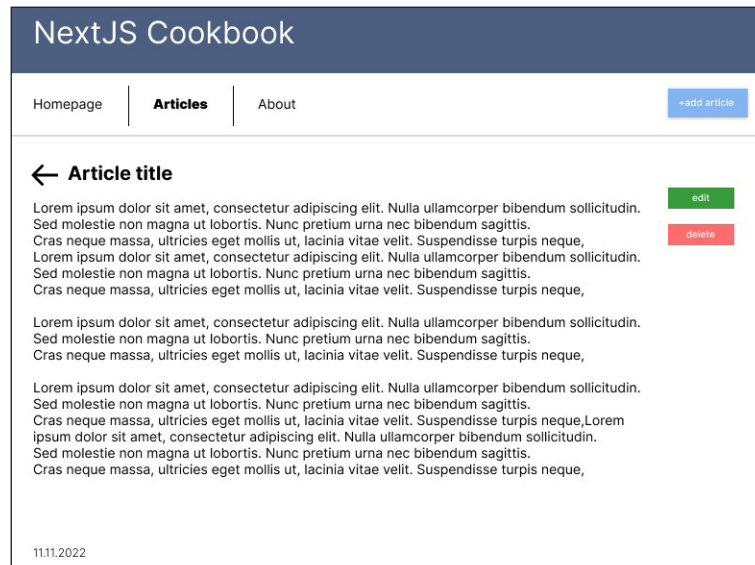 NextJS Cookbook
Homepage
Articles
About
+add article
Article title
edit
delete
Lorem ipsum dolor sit amet, consectetur adipiscing elit. Nulla ullamcorper bibendum sollicitudin.
Sed molestie non magna ut lobortis. Nunc pretium urna nec bibendum sagittis.
Cras neque massa, ultricies eget mollis ut, lacinia vitae velit. Suspendisse turpis neque,
Lorem ipsum dolor sit amet, consectetur adipiscing elit. Nulla ullamcorper bibendum sollicitudin.
Sed molestie non magna ut lobortis. Nunc pretium urna nec bibendum sagittis.
Cras neque massa, ultricies eget mollis ut, lacinia vitae velit. Suspendisse turpis neque,
Lorem ipsum dolor sit amet, consectetur adipiscing elit. Nulla ullamcorper bibendum sollicitudin.
Sed molestie non magna ut lobortis. Nunc pretium urna nec bibendum sagittis.
Cras neque massa, ultricies eget mollis ut, lacinia vitae velit. Suspendisse turpis neque,
Lorem ipsum dolor sit amet, consectetur adipiscing elit. Nulla ullamcorper bibendum sollicitudin.
Sed molestie non magna ut lobortis. Nunc pretium urna nec bibendum sagittis.
Cras neque massa, ultricies eget mollis ut, lacinia vitae velit. Suspendisse turpis neque,Lorem
ipsum dolor sit amet, consectetur adipiscing elit. Nulla ullamcorper bibendum sollicitudin.
Sed molestie non magna ut lobortis. Nunc pretium urna nec bibendum sagittis.
Cras neque massa, ultricies eget mollis ut, lacinia vitae velit. Suspendisse turpis neque,
11.11.2022